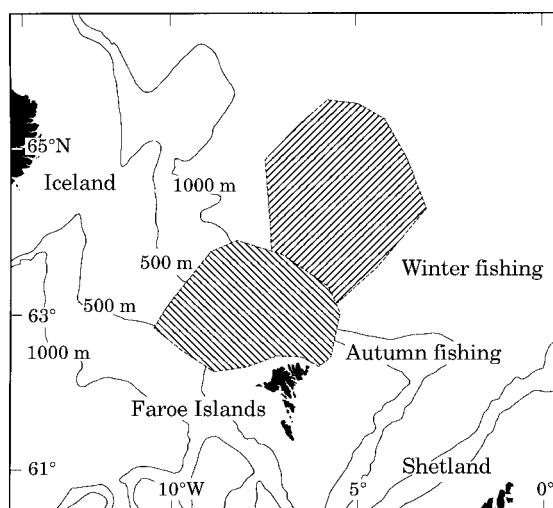 65°N
Iceland
1000 m
500 m
Winter fishing
500 m
63°
1000 m
Autumn fishing
Faroe Islands
61°
Shetland
10°W
5°
0°